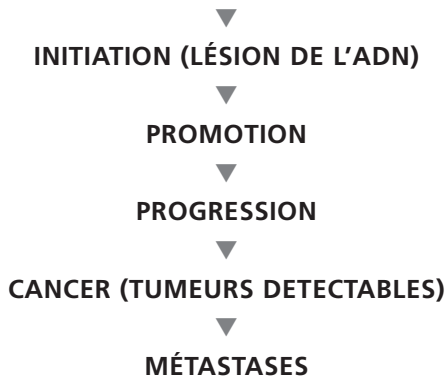 INITIATION (LÉSION DE L’ADN)
PROMOTION
PROGRESSION
CANCER (TUMEURS DETECTABLES)
MÉTASTASES